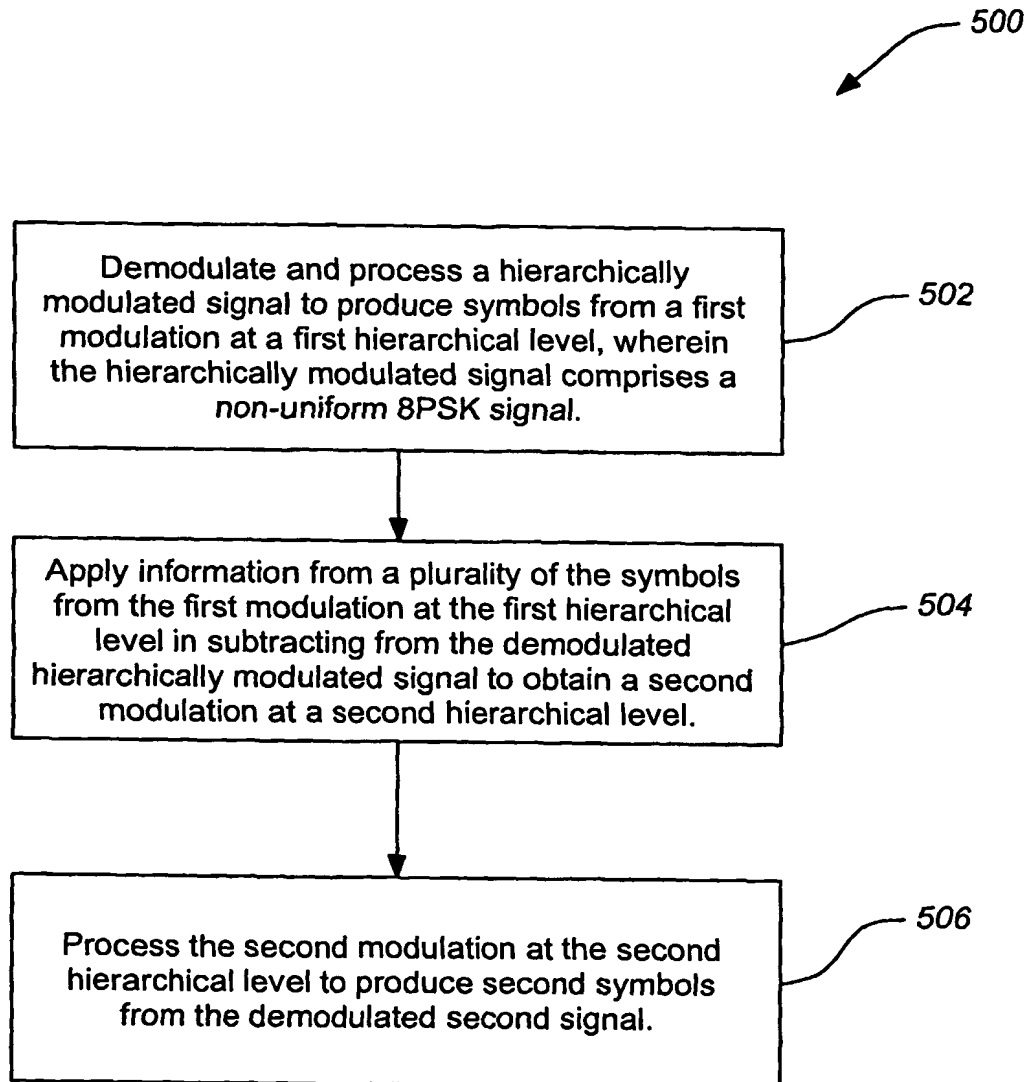 500
Demodulate and process a hierarchically
modulated signal to produce symbols from a first
modulation at a first hierarchical level, wherein
the hierarchically modulated signal comprises a
non-uniform 8PSK signal.
502
Apply information from a plurality of the symbols
from the first modulation at the first hierarchical
level in subtracting from the demodulated
hierarchically modulated signal to obtain a second
modulation at a second hierarchical level.
504
Process the second modulation at the second
hierarchical level to produce second symbols
from the demodulated second signal.
506